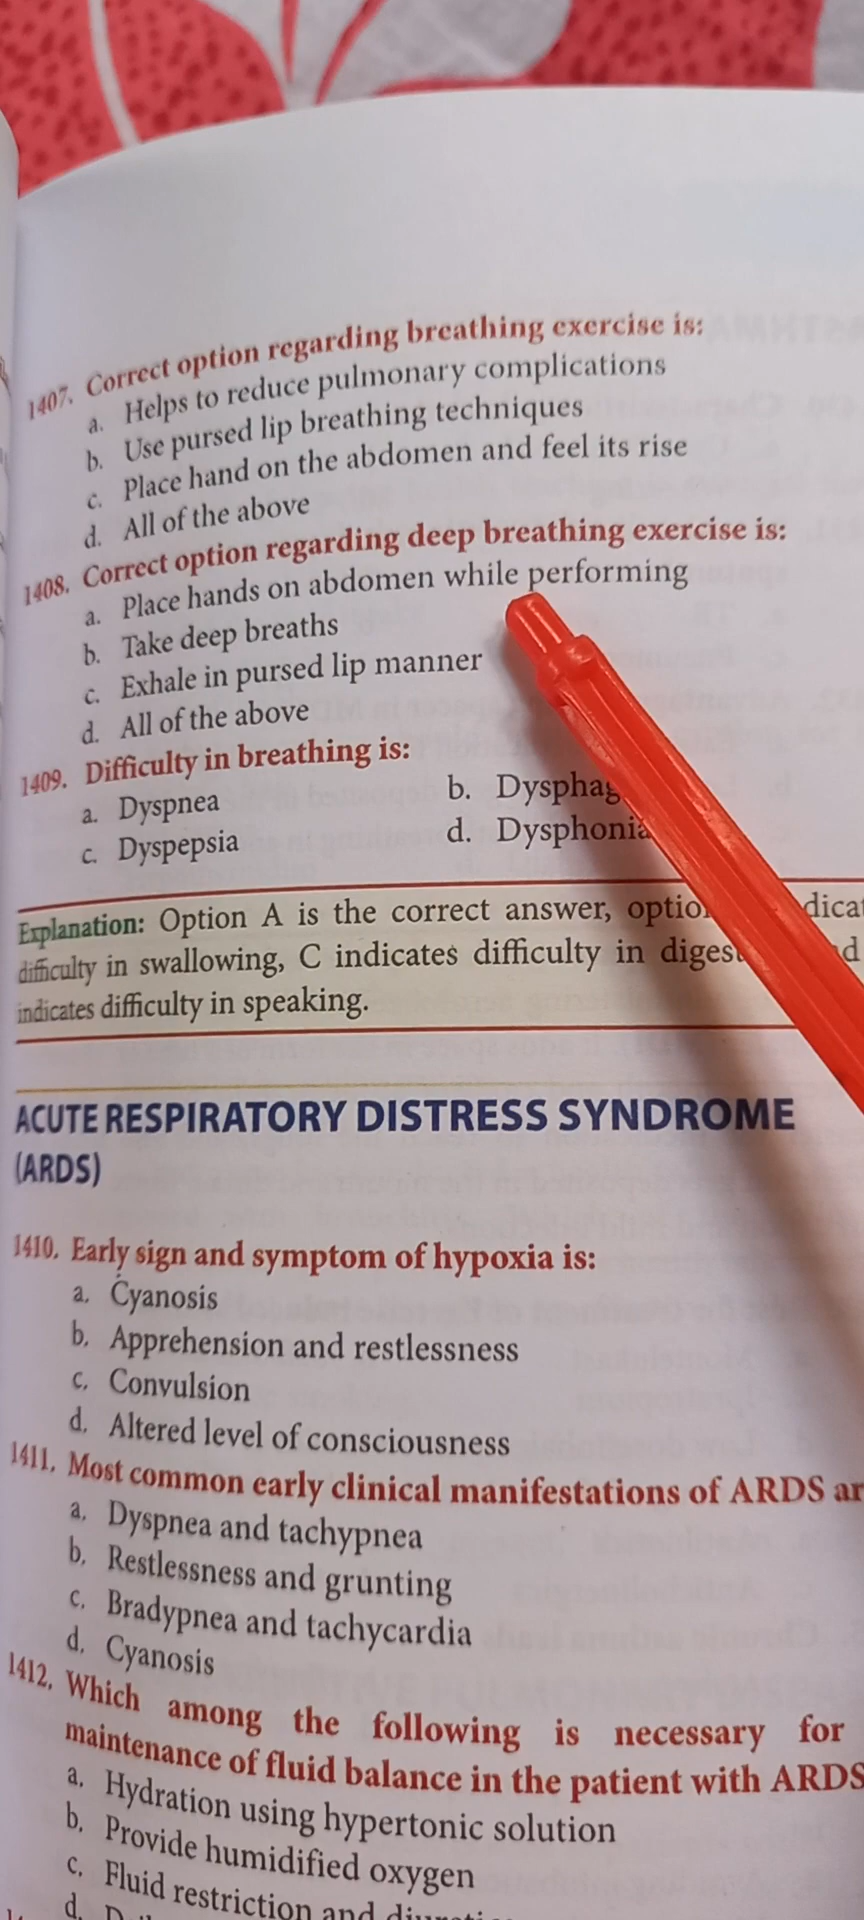 1407. Correct option regarding breathing exercise is:
a. Helps to reduce pulmonary complications
b. Use pursed lip breathing techniques
c. Place hand on the abdomen and feel its rise
d. All of the above
1408. Correct option regarding deep breathing exercise is:
a. Place hands on abdomen while performing
b. Take deep breaths
c. Exhale in pursed lip manner
d. All of the above
1409. Difficulty in breathing is:
a. Dyspnea b. Dysphag
c. Dyspepsia d. Dysphonia
Explanation: Option A is the correct answer, optio dicat
difficulty in swallowing, C indicates difficulty in digest d
indicates difficulty in speaking.
ACUTE RESPIRATORY DISTRESS SYNDROME
(ARDS)
1410. Early sign and symptom of hypoxia is:
a. Cyanosis
b. Apprehension and restlessness
c. Convulsion
d. Altered level of consciousness
1411. Most common early clinical manifestations of ARDS ar
a. Dyspnea and tachypnea
b. Restlessness and grunting
c. Bradypnea and tachycardia
d. Cyanosis
1412. Which among the following is necessary for
maintenance of fluid balance in the patient with ARDS
a. Hydration using hypertonic solution
b. Provide humidified oxygen
c. Fluid restriction and
d.